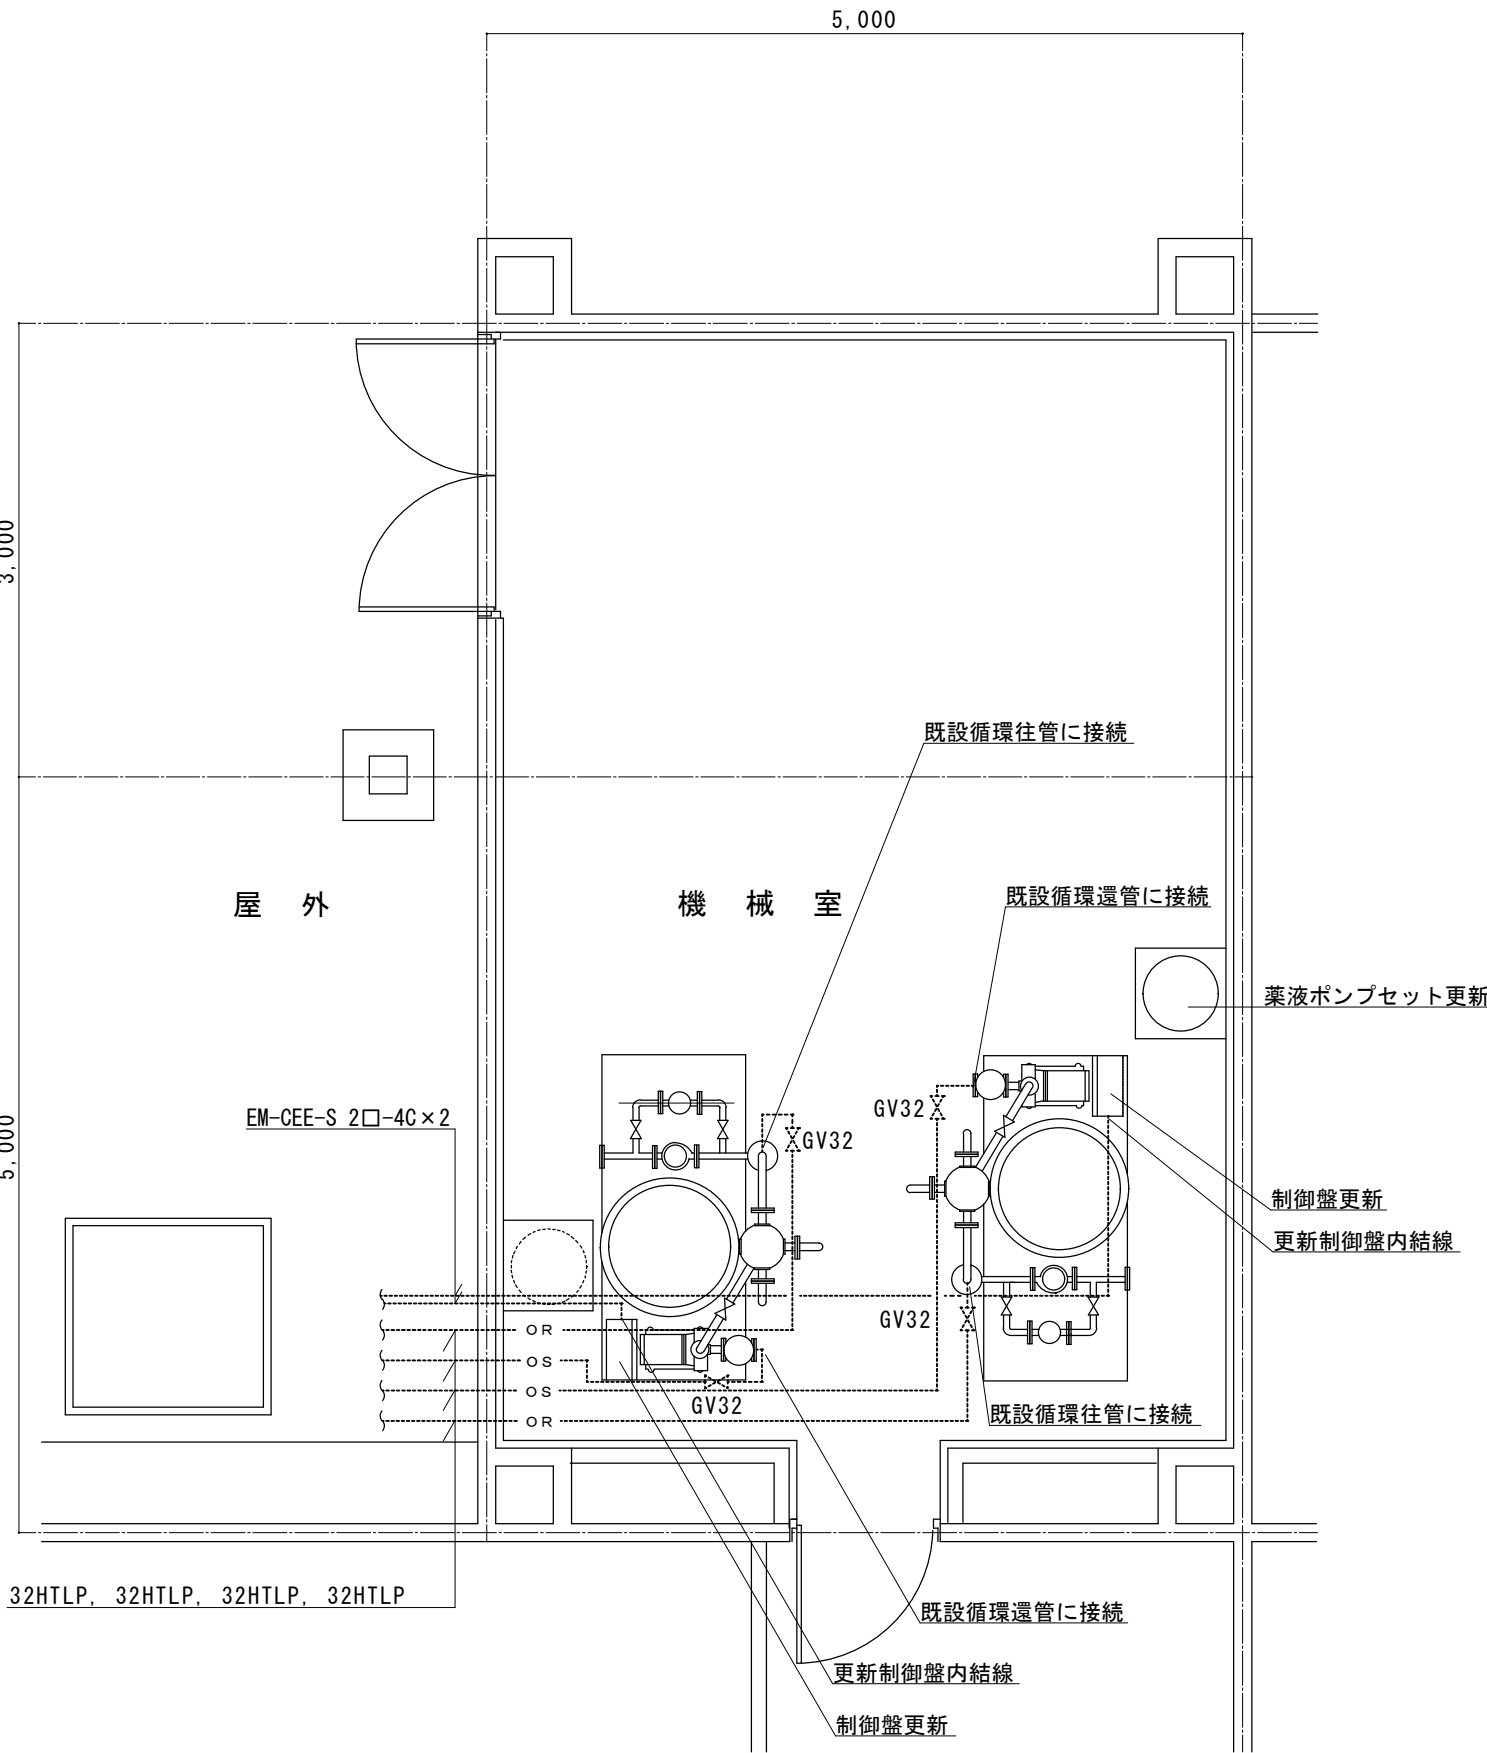 5,000
3,000
既設循環往管に接続
屋 外
機 械 室
既設循環還管に接続
薬液ポンプセット更新
EM-CEE-S 2□-4C×2
5,000
GV32
GV32
制御盤更新
更新制御盤内結線
GV32
OR
OS
OS
GV32
OR
既設循環往管に接続
32HTLP, 32HTLP, 32HTLP, 32HTLP
既設循環還管に接続
更新制御盤内結線
制御盤更新